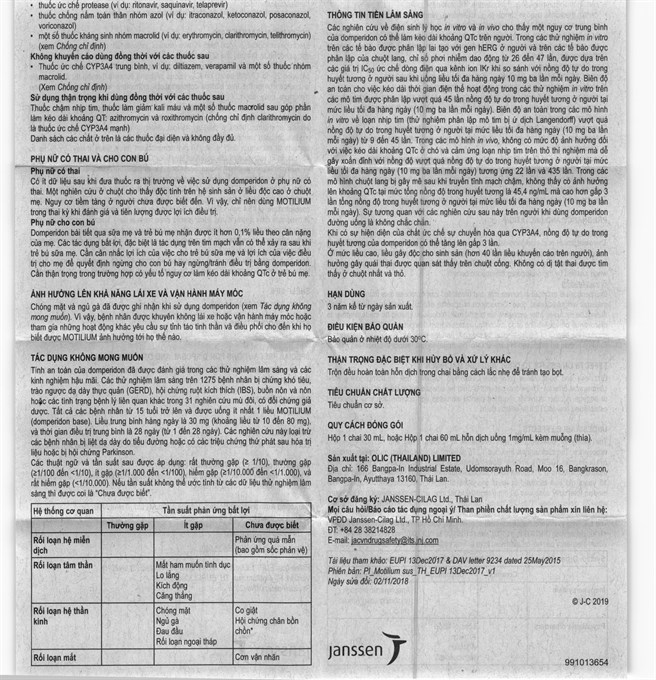 • thuốc ức chế protease (ví dụ: ritonavir, saquinavir, telaprevir)
• thuốc chống nấm toàn thân nhóm azol (ví dụ: itraconazol, ketoconazol, posaconazol,
voriconazol)
• một số thuốc kháng sinh nhóm macrolid (ví dụ: erythromycin, clarithromycin, telithromycin)
(xem Chống chỉ định)
Không khuyến cáo dùng đồng thời với các thuốc sau
• Thuốc ức chế CYP3A4 trung bình, ví dụ: diltiazem, verapamil và một số thuốc nhóm
macrolid.
(Xem Chống chỉ định)
Sử dụng thận trọng khi dùng đồng thời với các thuốc sau
Thuốc chậm nhịp tim, thuốc làm giảm kali máu và một số thuốc macrolid sau góp phần
làm kéo dài khoảng QT: azithromycin và roxithromycin (chống chỉ định clarithromycin do
là thuốc ức chế CYP3A4 mạnh)
Danh sách các chất ở trên là các thuốc đại diện và không đầy đủ.
PHỤ NỮ CÓ THAI VÀ CHO CON BÚ
Phụ nữ có thai
Có ít dữ liệu sau khi đưa thuốc ra thị trường về việc sử dụng domperidon ở phụ nữ có
thai. Một nghiên cứu ở chuột cho thấy độc tính trên hệ sinh sản ở liều độc cao ở chuột
mẹ. Nguy cơ tiềm tàng ở người chưa được biết đến. Vì vậy, chỉ nên dùng MOTILIUM
trong thai kỳ khi đánh giá và tiên lượng được lợi ích điều trị.
Phụ nữ cho con bú
Domperidon bài tiết qua sữa mẹ và trẻ bú mẹ nhận được ít hơn 0,1% liều theo cân nặng
của mẹ. Các tác dụng bất lợi, đặc biệt là tác dụng trên tim mạch vẫn có thể xảy ra sau khi
trẻ bú sữa mẹ. Cần cân nhắc lợi ích của việc cho trẻ bú sữa mẹ và lợi ích của việc điều
trị cho mẹ để quyết định ngừng cho con bú hay ngừng/tránh điều trị bằng domperidon.
Cần thận trọng trong trường hợp có yếu tố nguy cơ làm kéo dài khoảng QTc ở trẻ bú mẹ.
ẢNH HƯỞNG LÊN KHẢ NĂNG LÁI XE VÀ VẬN HÀNH MÁY MÓC
Chóng mặt và ngủ gà đã được ghi nhận khi sử dụng domperidon (xem Tác dụng không
mong muốn). Vì vậy, bệnh nhân được khuyên không lái xe hoặc vận hành máy móc hoặc
tham gia những hoạt động khác yêu cầu sự tỉnh táo tinh thần và điều phối cho đến khi họ
biết được MOTILIUM ảnh hưởng tới họ thế nào.
TÁC DỤNG KHÔNG MONG MUỐN
Tính an toàn của domperidon đã được đánh giá trong các thử nghiệm lâm sàng và các
kinh nghiệm hậu mãi. Các thử nghiệm lâm sàng trên 1275 bệnh nhân bị chứng khó tiêu,
trào ngược dạ dày thực quản (GERD), hội chứng ruột kích thích (IBS), buồn nôn và nôn
hoặc các tình trạng bệnh lý liên quan khác trong 31 nghiên cứu mù đôi, có đối chứng giả
dược. Tất cả các bệnh nhân từ 15 tuổi trở lên và được uống ít nhất 1 liều MOTILIUM
(domperidon base). Liều trung bình hàng ngày là 30 mg (khoảng liều từ 10 đến 80 mg),
và thời gian điều trị trung bình là 28 ngày (từ 1 đến 28 ngày). Các nghiên cứu này loại trừ
các bệnh nhân bị liệt dạ dày do tiểu đường hoặc có các triệu chứng thứ phát sau hóa trị
liệu hoặc bị hội chứng Parkinson.
Các thuật ngữ và tần suất sau được áp dụng: rất thường gặp (≥ 1/10), thường gặp
(≥1/100 đến <1/10), ít gặp (≥1/1.000 đến <1/100), hiếm gặp (≥1/10.000 đến <1/1.000), và
rất hiếm gặp (<1/10.000). Nếu tần suất không thể ước tính từ các dữ liệu thử nghiệm lâm
sàng thì được coi là "Chưa được biết".
Hệ thống cơ quan
Tần suất phản ứng bất lợi
Thường gặp
Ít gặp
Chưa được biết
Rối loạn hệ miễn
dịch
Phản ứng quá mẫn
(bao gồm sốc phản vệ)
Rối loạn tâm thần
Mất ham muốn tình dục
Lo lắng
Kích động
Căng thẳng
Rối loạn hệ thần
kinh
Chóng mặt
Ngủ gà
Đau đầu
Rối loạn ngoại tháp
Co giật
Hội chứng chân bồn
chồn*
Rối loạn mắt
Cơn vận nhãn
THÔNG TIN TIỀN LÂM SÀNG
Các nghiên cứu về điện sinh lý học in vitro và in vivo cho thấy một nguy cơ trung bình
của domperidon có thể làm kéo dài khoảng QTc trên người. Trong các thử nghiệm in vitro
trên các tế bào được phân lập lai tạo với gen hERG ở người và trên các tế bào được
phân lập của chuột lang, chỉ số phơi nhiễm dao động từ 26 đến 47 lần, được dựa trên
các giá trị IC50 ức chế dòng điện qua kênh ion IKr khi so sánh với nồng độ tự do trong
huyết tương ở người sau khi uống liều tối đa hàng ngày 10 mg ba lần mỗi ngày. Biên độ
an toàn cho việc kéo dài thời gian điện thế hoạt động trong các thử nghiệm in vitro trên
các mô tim được phân lập vượt quá 45 lần nồng độ tự do trong huyết tương ở người tại
mức liều tối đa hàng ngày (10 mg ba lần mỗi ngày). Biên độ an toàn trong các mô hình
in vitro về loạn nhịp tim (thử nghiệm phân lập mô tim bị ư dịch Langendorff) vượt quá
nồng độ tự do trong huyết tương ở người tại mức liều tối đa hàng ngày (10 mg ba lần
mỗi ngày) từ 9 đến 45 lần. Trong các mô hình in vivo, không có mức độ ảnh hưởng đối
với việc kéo dài khoảng QTc ở chó và cảm ứng loạn nhịp tim trên thỏ thí nghiệm mà dễ
gây xoắn đỉnh với nồng độ vượt nồng độ tự do trong huyết tương ở người tại mức
liều tối đa hàng ngày (10 mg ba lần mỗi ngày) tương ứng 22 lần và 435 lần. Trong các
mô hình chuột lang bị gây mê sau khi truyền tĩnh mạch chậm, không thấy có ảnh hưởng
lên khoảng QTc tại mức tổng nồng độ trong huyết tương là 45,4 ng/mL mà cao hơn gấp 3
lần tổng nồng độ trong huyết tương ở người tại mức liều tối đa hàng ngày (10 mg ba lần
mỗi ngày). Sự tương quan với các nghiên cứu sau này trên người khi dùng domperidon
đường uống là không chắc chắn.
Khi có sự hiện diện của chất ức chế sự chuyển hóa qua CYP3A4, nồng độ tự do trong
huyết tương của domperidon có thể tăng lên gấp 3 lần.
Ở mức liều cao, liều gây độc cho sinh sản (hơn 40 lần liều khuyến cáo trên người), ảnh
hưởng gây quái thai được quan sát thấy trên chuột cống. Không có dị tật thai được tìm
thấy ở chuột nhắt và thỏ.
HẠN DÙNG
3 năm kể từ ngày sản xuất.
ĐIỀU KIỆN BẢO QUẢN
Bảo quản ở nhiệt độ dưới 30°C.
THẬN TRỌNG ĐẶC BIỆT KHI HỦY BỎ VÀ XỬ LÝ KHÁC
Trộn đều hoàn toàn hỗn dịch trong chai bằng cách lắc nhẹ để tránh tạo bọt.
TIÊU CHUẨN CHẤT LƯỢNG
Tiêu chuẩn cơ sở.
QUY CÁCH ĐÓNG GÓI
Hộp 1 chai 30 mL, hoặc Hộp 1 chai 60 mL hỗn dịch uống 1mg/mL kèm muỗng (thìa).
Sản xuất tại: OLIC (THAILAND) LIMITED
Địa chỉ: 166 Bangpa-In Industrial Estate, Udomsorayuth Road, Moo 16, Bangkrason,
Bangpa-In, Ayutthaya 13160, Thái Lan.
Cơ sở đăng ký: JANSSEN-CILAG Ltd., Thái Lan
Mọi câu hỏi/Báo cáo tác dụng ngoại ý/ Than phiền chất lượng sản phẩm xin liên hệ:
VPĐD Janssen-Cilag Ltd., TP Hồ Chí Minh.
ĐT: +84 28 38214828
E-mail: jacvndrugsafety@its.jnj.com
Tài liệu tham khảo: EUPI 13Dec2017 & DAV letter 9234 dated 25May2015
Phiên bản: PI_Motilium sus_TH_EUPI 13Dec2017_v1
Ngày sửa đổi: 02/11/2018
© J-C 2019
janssen
991013654